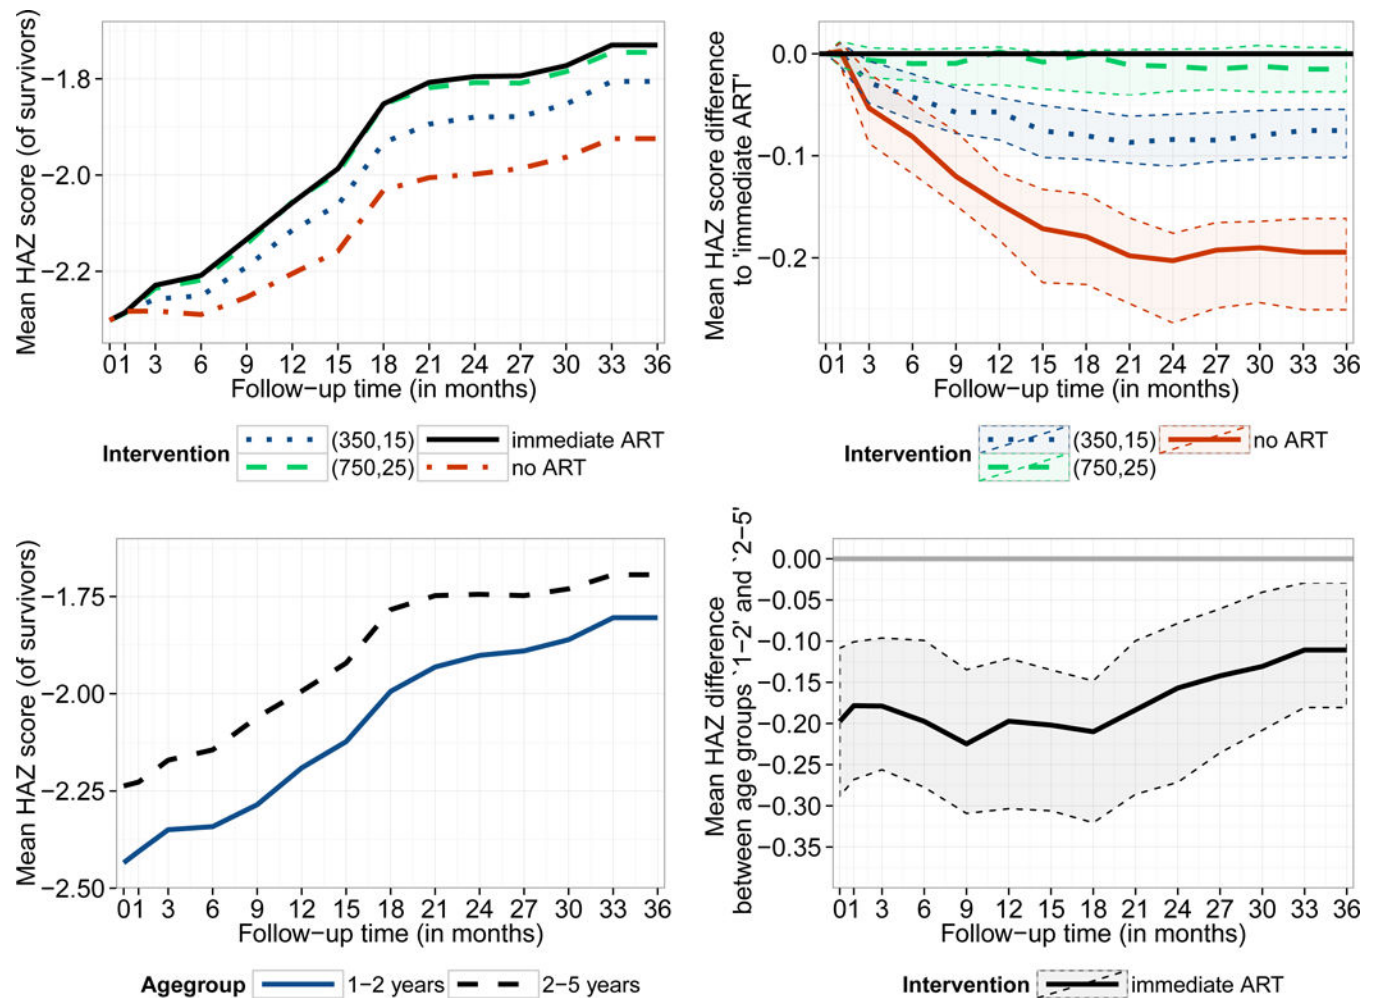 Mean HAZ score (of survivors)
−1.8
−2.0
−2.2
01 3 6 9 12 15 18 21 24 27 30 33 36
Follow−up time (in months)
Intervention
(350,15)
immediate ART
(750,25)
no ART
Mean HAZ score difference
to 'immediate ART'
0.0
−0.1
−0.2
01 3 6 9 12 15 18 21 24 27 30 33 36
Follow−up time (in months)
Intervention
(350,15)
no ART
(750,25)
Mean HAZ score (of survivors)
−1.75
−2.00
−2.25
−2.50
01 3 6 9 12 15 18 21 24 27 30 33 36
Follow−up time (in months)
Agegroup
1−2 years
2−5 years
Mean HAZ difference
between age groups `1−2' and `2−5'
0.00
−0.05
−0.10
−0.15
−0.20
−0.25
−0.30
−0.35
01 3 6 9 12 15 18 21 24 27 30 33 36
Follow−up time (in months)
Intervention
immediate ART